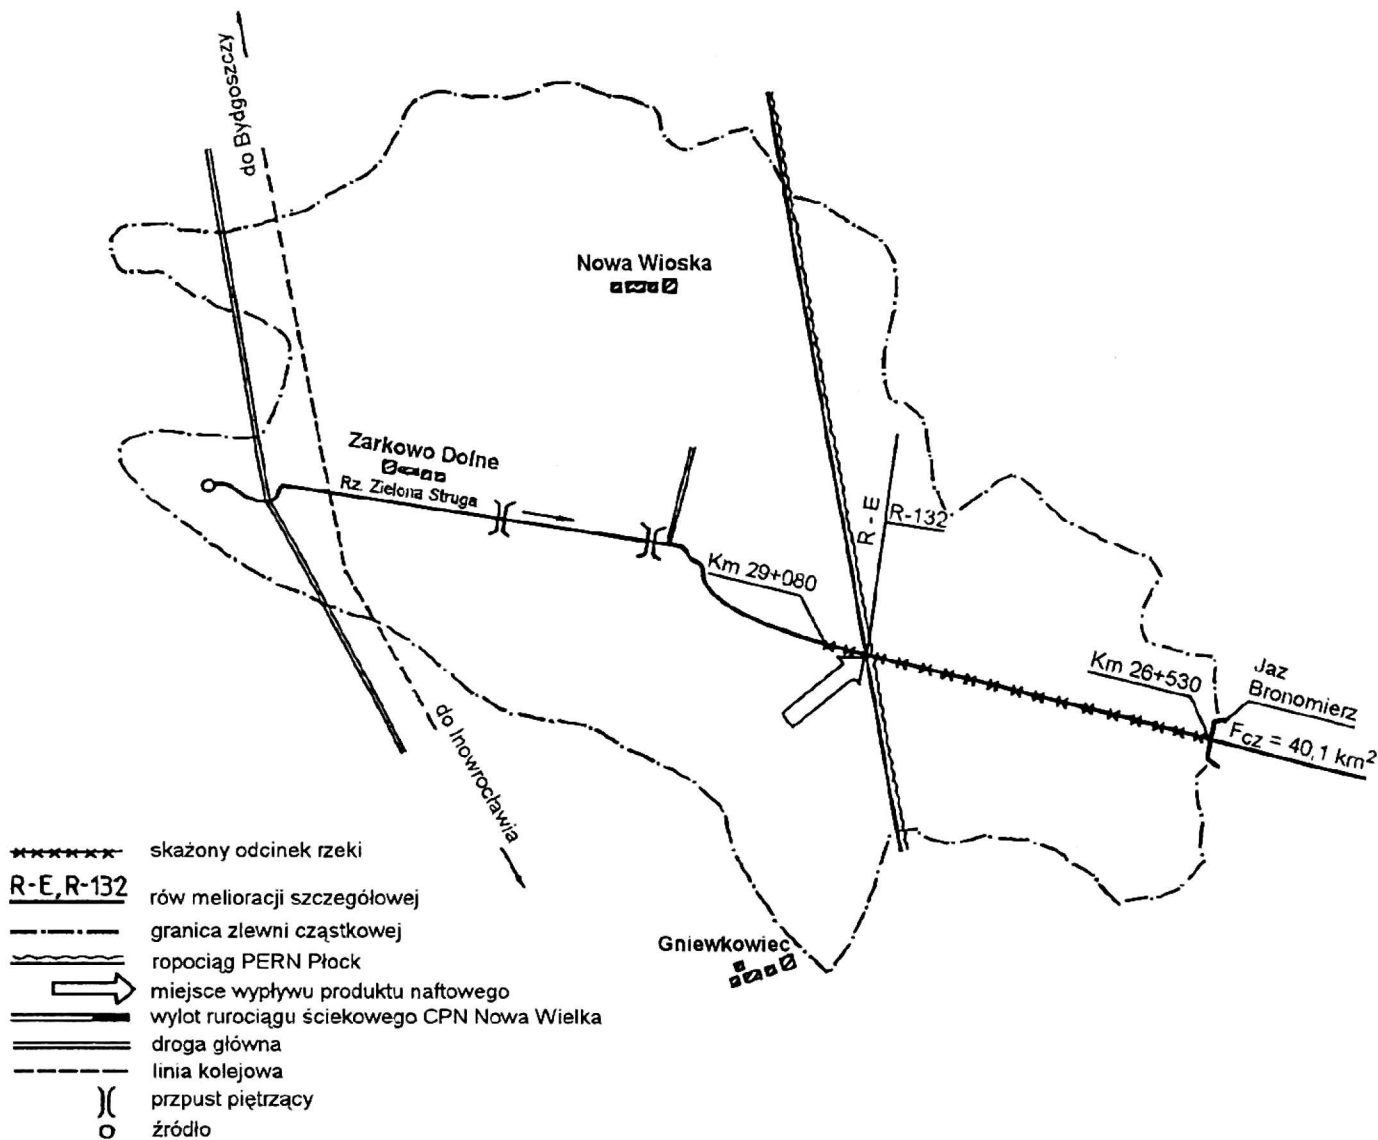 do Bydgoszczy
Nowa Wioska
Zarkowo Dolne
Rz. Zielona Struga
R - E
R-132
Km 29+080
Km 26+530
Jaz
Bronomierz
Fcz = 40,1 km²
do Inowrocławia
Gniewkowiec
skażony odcinek rzeki
R-E, R-132
rów melioracji szczegółowej
granica zlewni cząstkowej
ropociąg PERN Płock
miejsce wypływu produktu naftowego
wylot rurociągu ściekowego CPN Nowa Wielka
droga główna
linia kolejowa
przpust piętrzący
źródło